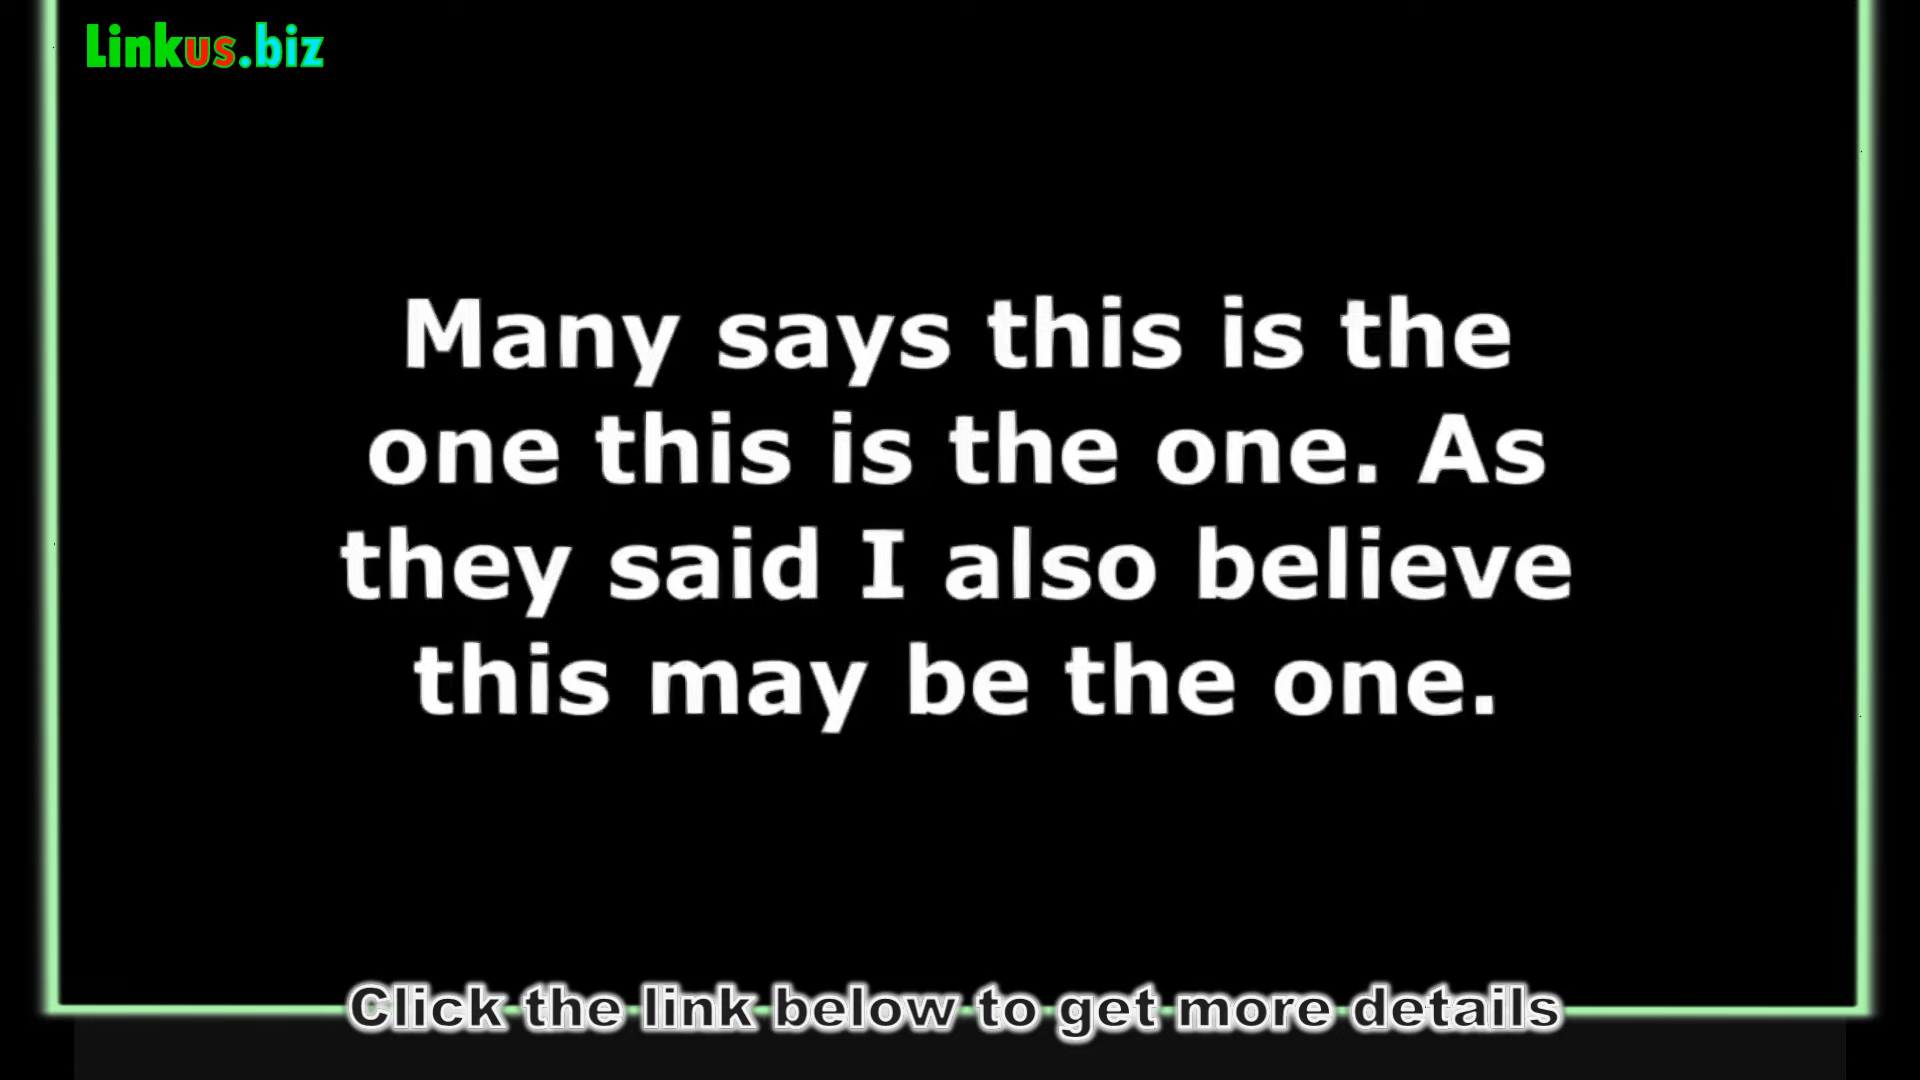 Linkus.biz
Many says this is the
one this is the one. As
they said I also believe
this may be the one.
Click the link below to get more details